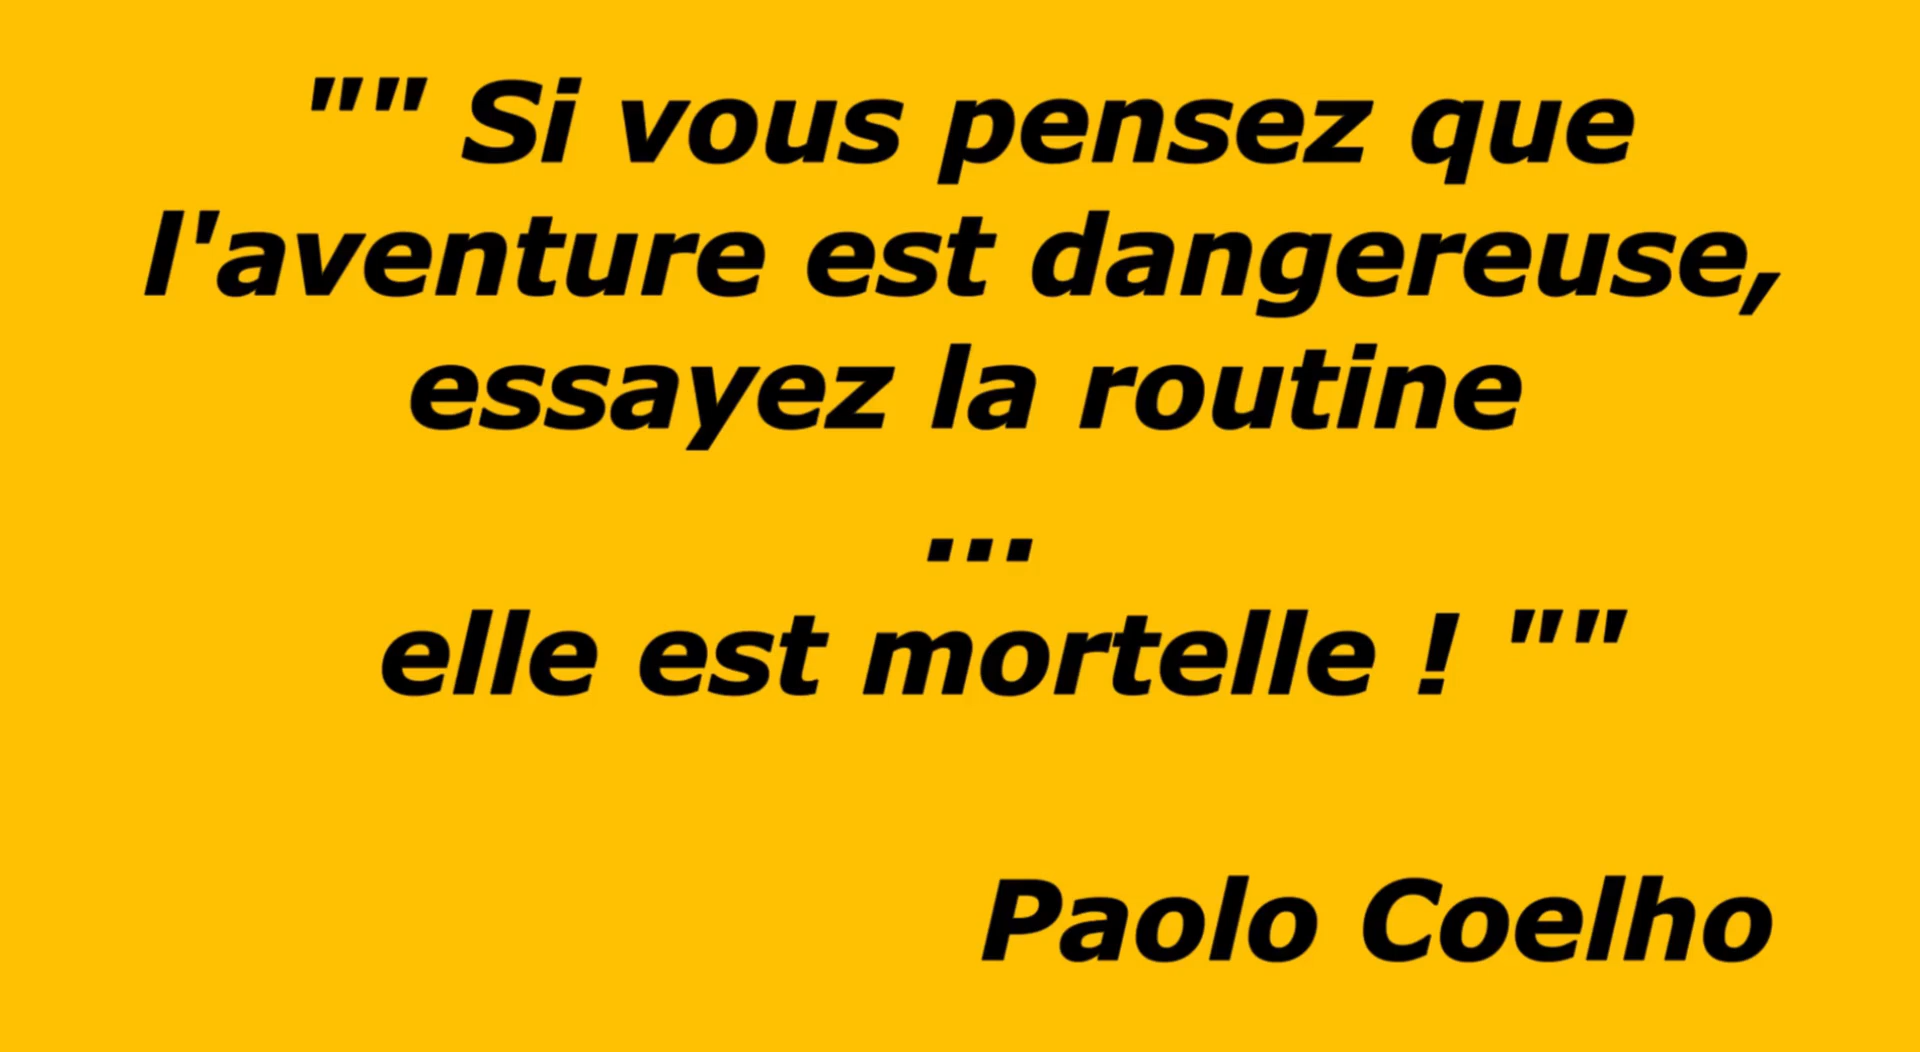 "" Si vous pensez que
l'aventure est dangereuse,
essayez la routine
...
elle est mortelle ! ""
Paolo Coelho